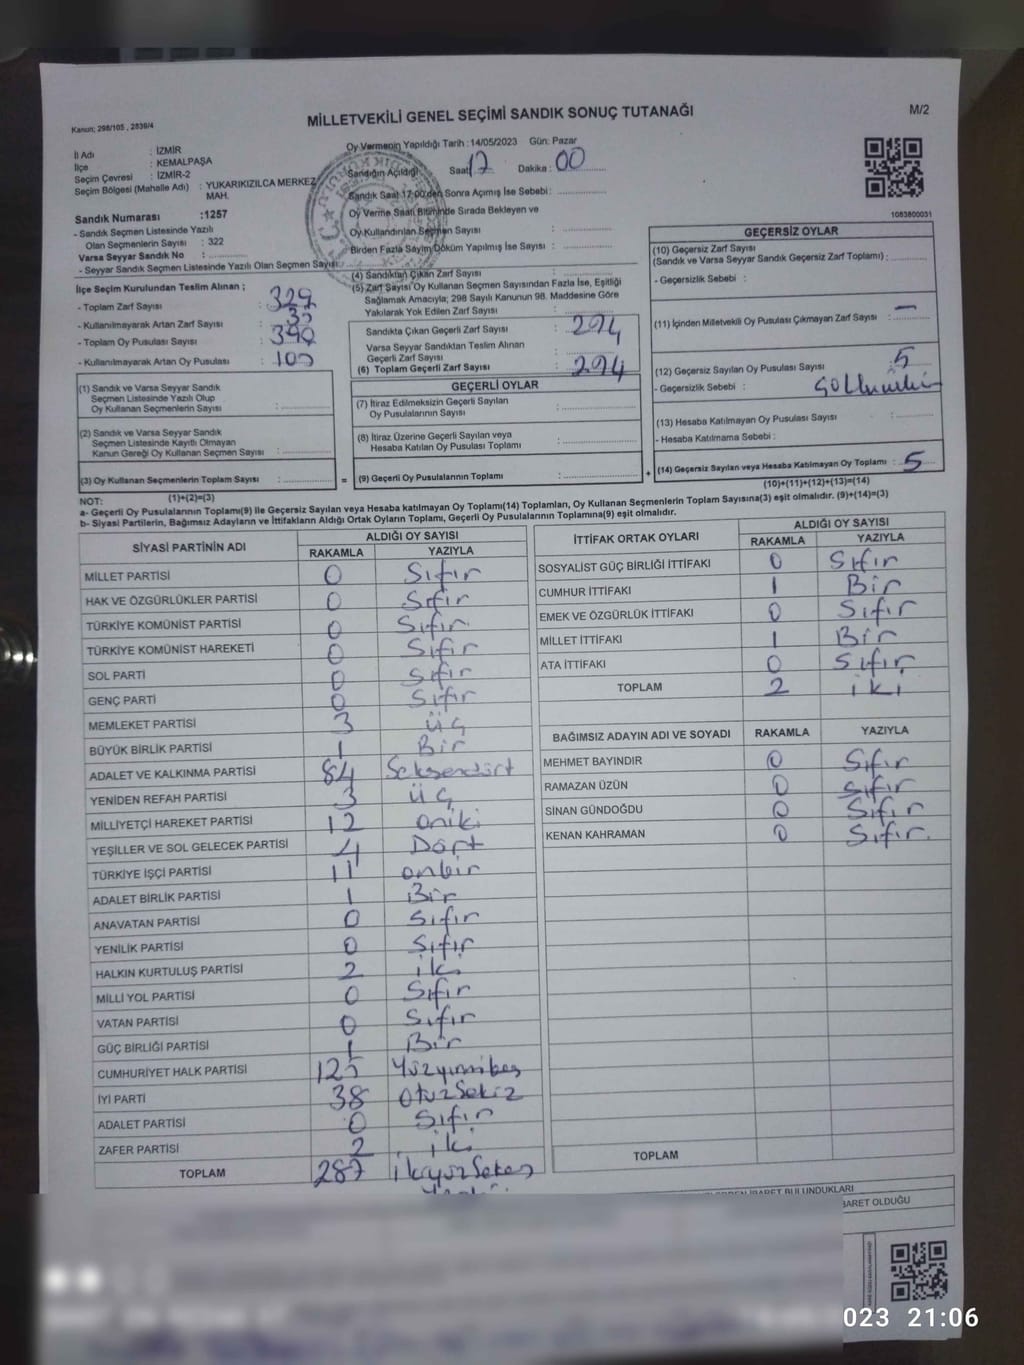 MİLLETVEKİLİ GENEL SEÇİMİ SANDIK SONUÇ TUTANAĞI
M/2
Kanun; 298/105 , 2839/4
İl Adı : İZMİR
İlçe : KEMALPAŞA
Seçim Çevresi : İZMİR-2
Seçim Bölgesi (Mahalle Adı) : YUKARIKIZILCA MERKEZ MAH.
Sandık Numarası :1257
- Sandık Seçmen Listesinde Yazılı
Olan Seçmenlerin Sayısı : 322
Varsa Seyyar Sandık No :
- Seyyar Sandık Seçmen Listesinde Yazılı Olan Seçmen Sayısı:
Oy Vermenin Yapıldığı Tarih : 14/05/2023 Gün: Pazar
Sandığın Açıldığı Saat: 17 Dakika : 00
Sandık Saat 17:00'den Sonra Açımış İse Sebebi :
Oy Verme Saati Bitiminde Sırada Bekleyen ve
Oy Kullandırılan Seçmen Sayısı :
Birden Fazla Sayım Döküm Yapılmış İse Sayısı :
1083800031
İlçe Seçim Kurulundan Teslim Alınan ;
- Toplam Zarf Sayısı :
- Kullanılmayarak Artan Zarf Sayısı :
- Toplam Oy Pusulası Sayısı :
- Kullanılmayarak Artan Oy Pusulası :
(4) Sandıktan Çıkan Zarf Sayısı :
(5) Zarf Sayısı Oy Kullanan Seçmen Sayısından Fazla İse, Eşitliği
Sağlamak Amacıyla; 298 Sayılı Kanunun 98. Maddesine Göre
Yakılarak Yok Edilen Zarf Sayısı :
Sandıkta Çıkan Geçerli Zarf Sayısı : 294
Varsa Seyyar Sandıktan Teslim Alınan
Geçerli Zarf Sayısı :
(6) Toplam Geçerli Zarf Sayısı : 294
GEÇERSİZ OYLAR
(10) Geçersiz Zarf Sayısı
(Sandık ve Varsa Seyyar Sandık Geçersiz Zarf Toplamı) :
- Geçersizlik Sebebi :
(11) İçinden Milletvekili Oy Pusulası Çıkmayan Zarf Sayısı : —
(12) Geçersiz Sayılan Oy Pusulası Sayısı : 5
- Geçersizlik Sebebi :
(13) Hesaba Katılmayan Oy Pusulası Sayısı :
- Hesaba Katılmama Sebebi :
(14) Geçersiz Sayılan veya Hesaba Katılmayan Oy Toplamı : 5
(10)+(11)+(12)+(13)=(14)
(1) Sandık ve Varsa Seyyar Sandık
Seçmen Listesinde Yazılı Olup
Oy Kullanan Seçmenlerin Sayısı :
(2) Sandık ve Varsa Seyyar Sandık
Seçmen Listesinde Kayıtlı Olmayan
Kanun Gereği Oy Kullanan Seçmen Sayısı :
(3) Oy Kullanan Seçmenlerin Toplam Sayısı :
(1)+(2)=(3)
=
GEÇERLİ OYLAR
(7) İtiraz Edilmeksizin Geçerli Sayılan
Oy Pusulalarının Sayısı :
(8) İtiraz Üzerine Geçerli Sayılan veya
Hesaba Katılan Oy Pusulası Toplamı :
(9) Geçerli Oy Pusulalarının Toplamı :
+
NOT:
a- Geçerli Oy Pusulalarının Toplamı(9) ile Geçersiz Sayılan veya Hesaba katılmayan Oy Toplamı(14) Toplamları, Oy Kullanan Seçmenlerin Toplam Sayısına(3) eşit olmalıdır. (9)+(14)=(3)
b- Siyasi Partilerin, Bağımsız Adayların ve İttifakların Aldığı Ortak Oyların Toplamı, Geçerli Oy Pusulalarının Toplamına(9) eşit olmalıdır.
SİYASİ PARTİNİN ADI ALDIĞI OY SAYISI
RAKAMLA YAZIYLA
MİLLET PARTİSİ 0 Sıfır
HAK VE ÖZGÜRLÜKLER PARTİSİ 0 Sıfır
TÜRKİYE KOMÜNİST PARTİSİ 0 Sıfır
TÜRKİYE KOMÜNİST HAREKETİ 0 Sıfır
SOL PARTİ 0 Sıfır
GENÇ PARTİ 0 Sıfır
MEMLEKET PARTİSİ 3 üç
BÜYÜK BİRLİK PARTİSİ 1 Bir
ADALET VE KALKINMA PARTİSİ 84 Seksendört
YENİDEN REFAH PARTİSİ 3 üç
MİLLİYETÇİ HAREKET PARTİSİ 12 oniki
YEŞİLLER VE SOL GELECEK PARTİSİ 4 Dört
TÜRKİYE İŞÇİ PARTİSİ 11 onbir
ADALET BİRLİK PARTİSİ 1 Bir
ANAVATAN PARTİSİ 0 Sıfır
YENİLİK PARTİSİ 0 Sıfır
HALKIN KURTULUŞ PARTİSİ 2 iki
MİLLİ YOL PARTİSİ 0 Sıfır
VATAN PARTİSİ 0 Sıfır
GÜÇ BİRLİĞİ PARTİSİ 1 Bir
CUMHURİYET HALK PARTİSİ 125 Yüzyirmibeş
İYİ PARTİ 38 otuzSekiz
ADALET PARTİSİ 0 Sıfır
ZAFER PARTİSİ 2 iki
TOPLAM 287
İTTİFAK ORTAK OYLARI ALDIĞI OY SAYISI
RAKAMLA YAZIYLA
SOSYALİST GÜÇ BİRLİĞİ İTTİFAKI 0 Sıfır
CUMHUR İTTİFAKI 1 Bir
EMEK VE ÖZGÜRLÜK İTTİFAKI 0 Sıfır
MİLLET İTTİFAKI 1 Bir
ATA İTTİFAKI 0 Sıfır
TOPLAM 2 iki
BAĞIMSIZ ADAYIN ADI VE SOYADI RAKAMLA YAZIYLA
MEHMET BAYINDIR 0 Sıfır
RAMAZAN ÜZÜN 0 Sıfır
SİNAN GÜNDOĞDU 0 Sıfır
KENAN KAHRAMAN 0 Sıfır.
TOPLAM
İBARET BULUNDUKLARI
BARET OLDUĞU
023 21:06